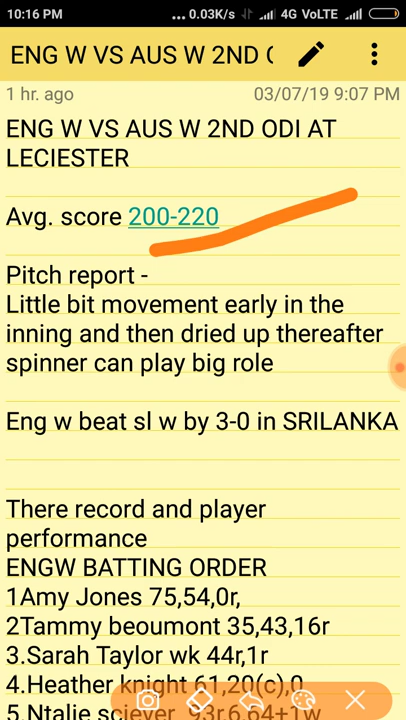 10:16 PM ... 0.03K/s 4G VoLTE
ENG W VS AUS W 2ND
1 hr. ago 03/07/19 9:07 PM
ENG W VS AUS W 2ND ODI AT
LECIESTER
Avg. score 200-220
Pitch report -
Little bit movement early in the
inning and then dried up thereafter
spinner can play big role
Eng w beat sl w by 3-0 in SRILANKA
There record and player
performance
ENGW BATTING ORDER
1Amy Jones 75,54,0r,
2Tammy beoumont 35,43,16r
3.Sarah Taylor wk 44r,1r
4.Heather knight 61,20(c),0
5.Ntalie sciever 93r,6,64+1w